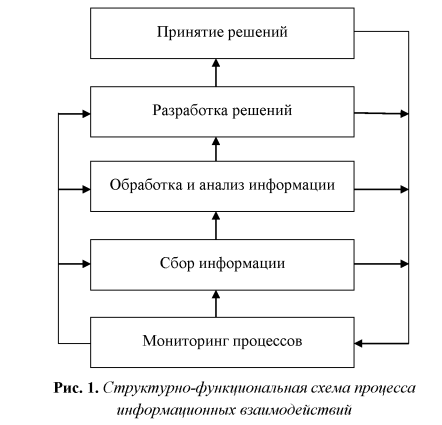 Принятие решений
Разработка решений
Обработка и анализ информации
Сбор информации
Мониторинг процессов
Рис. 1. Структурно-функциональная схема процесса
информационных взаимодействий